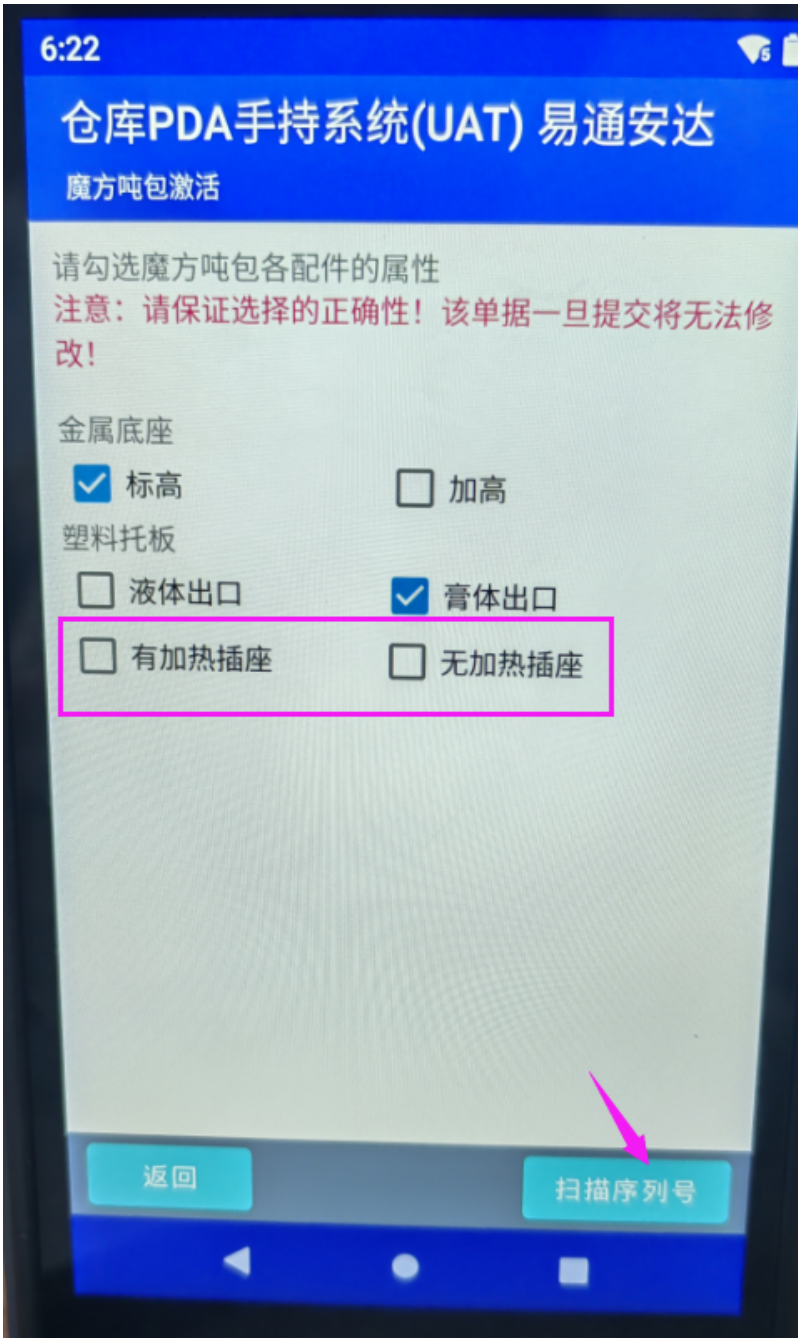 6:22
仓库PDA手持系统(UAT) 易通安达
魔方吨包激活
请勾选魔方吨包各配件的属性
注意：请保证选择的正确性！该单据一旦提交将无法修
改！
金属底座
标高 加高
塑料托板
液体出口 膏体出口
有加热插座 无加热插座
返回 扫描序列号